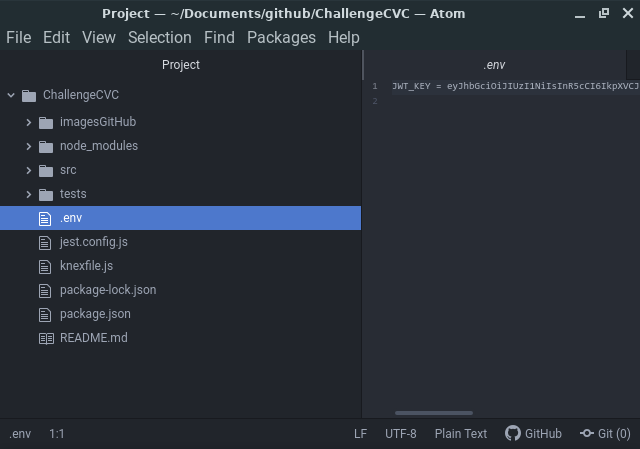 Project — ~/Documents/github/ChallengeCVC — Atom
File Edit View Selection Find Packages Help
Project
.env
ChallengeCVC
imagesGitHub
node_modules
src
tests
.env
jest.config.js
knexfile.js
package-lock.json
package.json
README.md
1 JWT_KEY = eyJhbGciOiJIUzI1NiIsInR5cCI6IkpXVCJ
2
.env 1:1 LF UTF-8 Plain Text GitHub Git (0)